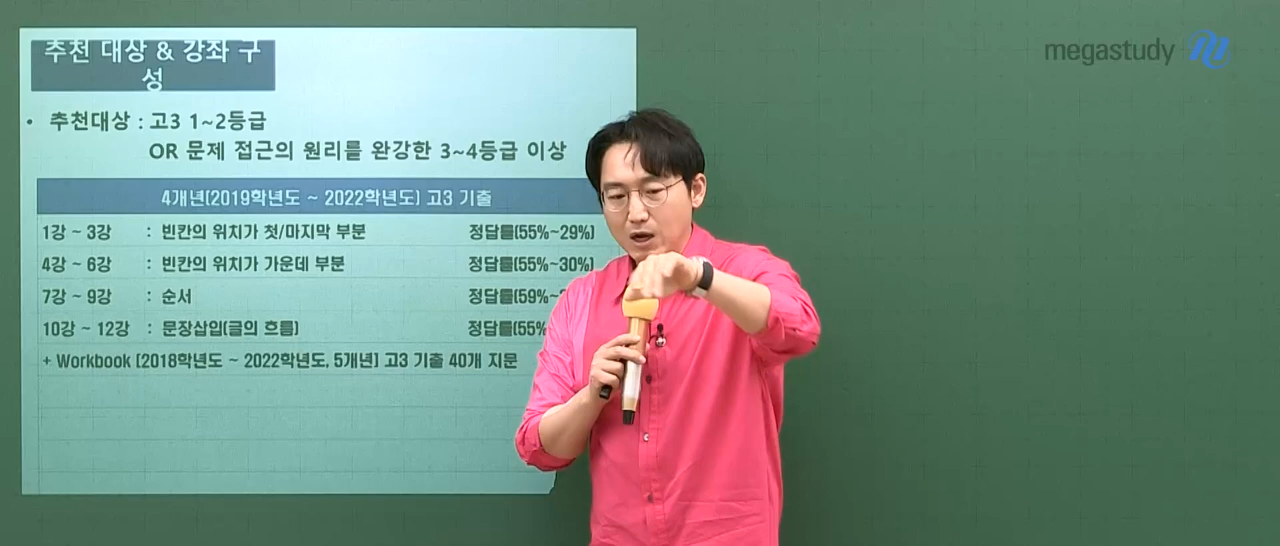 megastudy
추천 대상 & 강좌 구
성
• 추천대상 : 고3 1~2등급
OR 문제 접근의 원리를 완강한 3~4등급 이상
4개년(2019학년도 ~ 2022학년도) 고3 기출
1강 ~ 3강 : 빈칸의 위치가 첫/마지막 부분 정답률(55%~29%)
4강 ~ 6강 : 빈칸의 위치가 가운데 부분 정답률(55%~30%)
7강 ~ 9강 : 순서 정답률(59%~
10강 ~ 12강 : 문장삽입(글의 흐름) 정답률(55%
+ Workbook (2018학년도 ~ 2022학년도, 5개년) 고3 기출 40개 지문